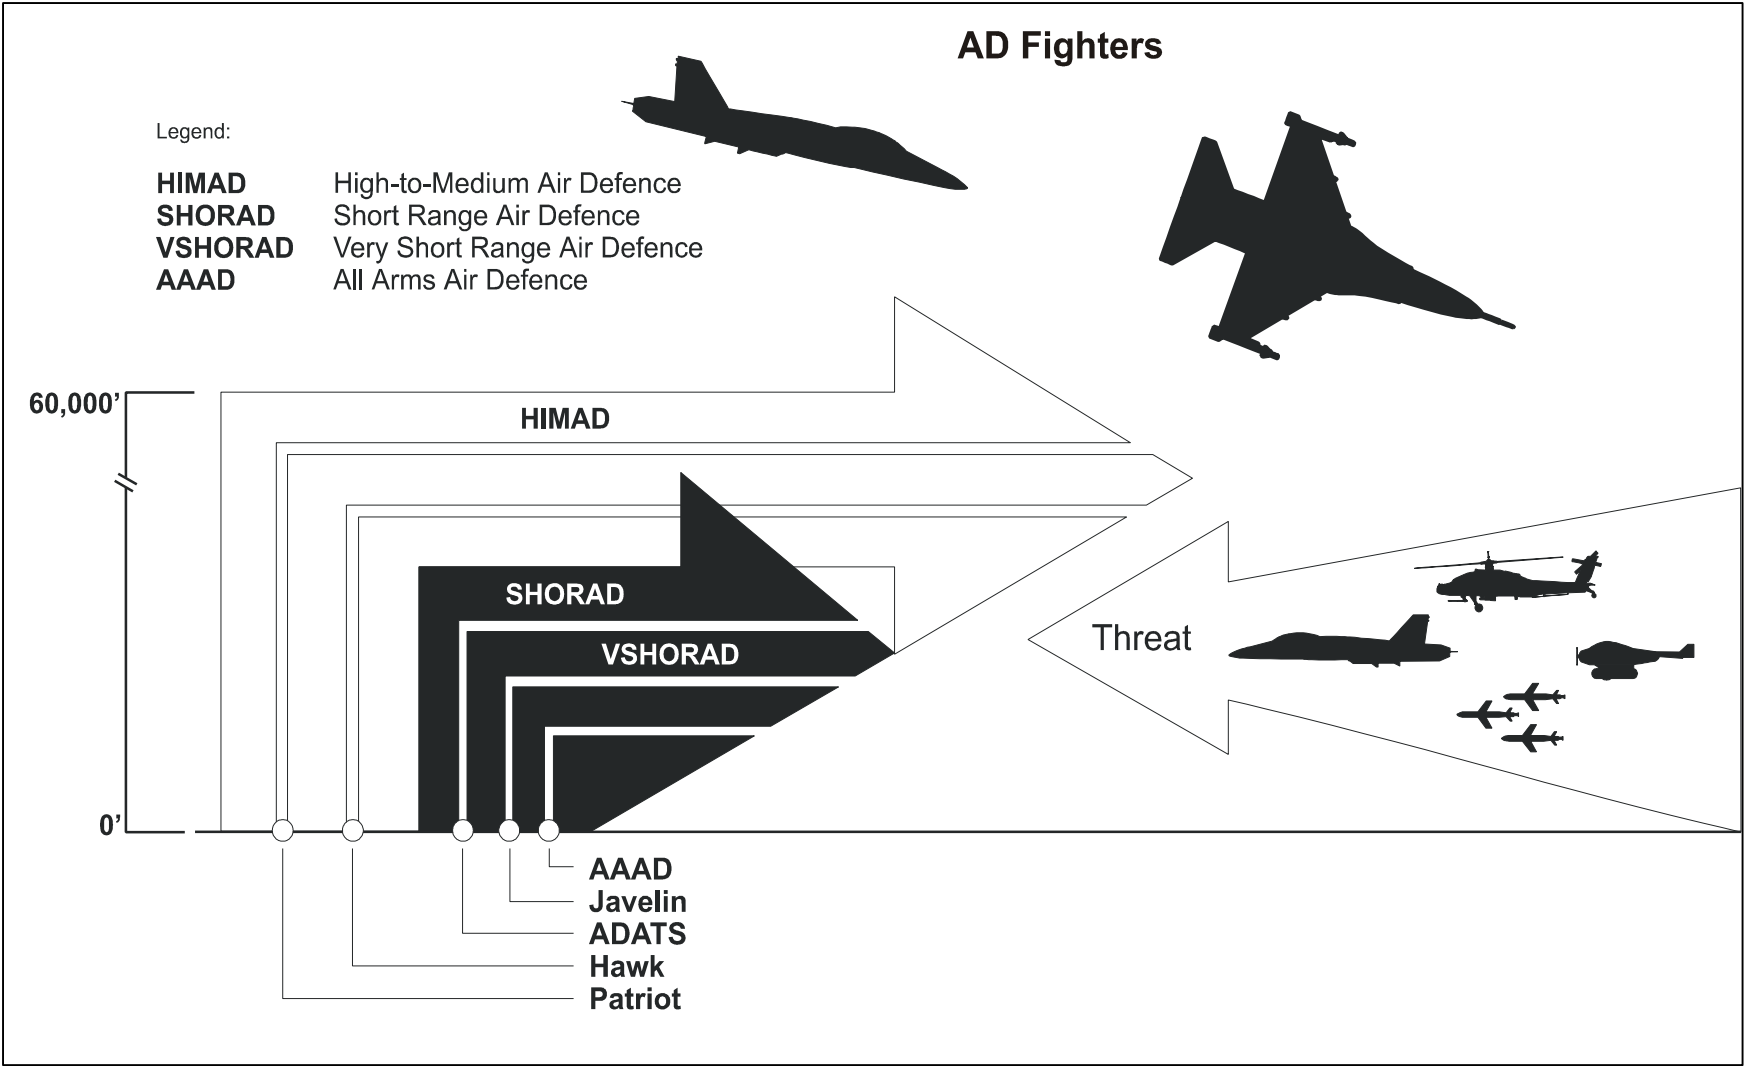 AD Fighters
Legend:
HIMAD High-to-Medium Air Defence
SHORAD Short Range Air Defence
VSHORAD Very Short Range Air Defence
AAAD All Arms Air Defence
60,000’
HIMAD
SHORAD
VSHORAD
Threat
0’
AAAD
Javelin
ADATS
Hawk
Patriot